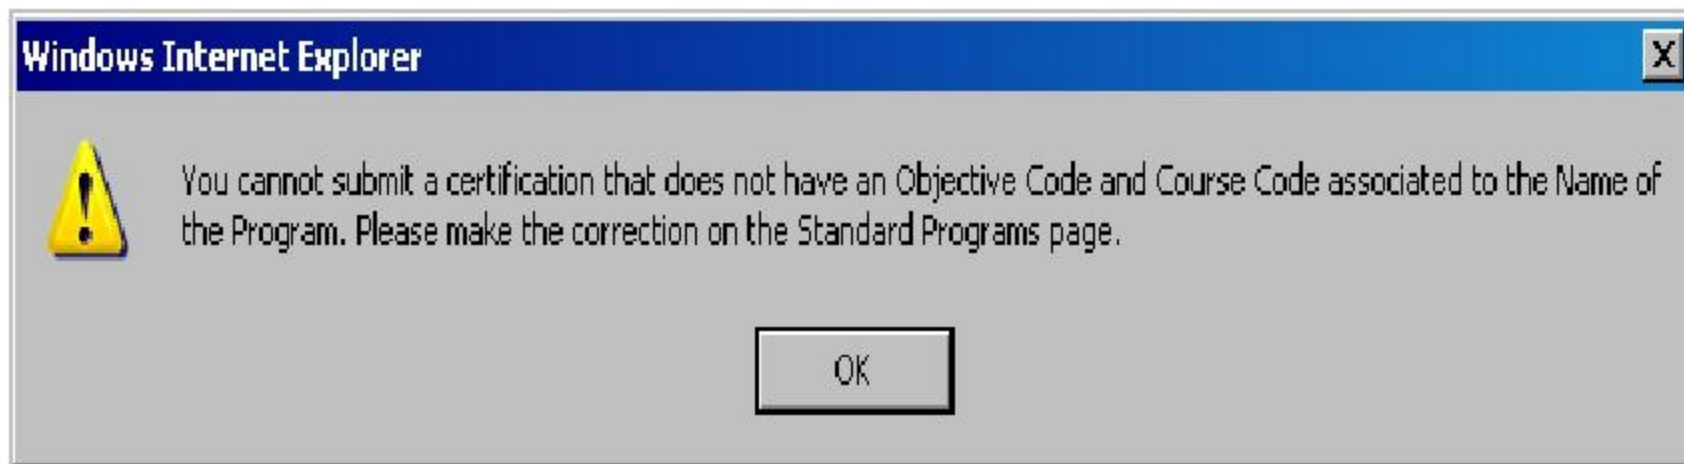 Windows Internet Explorer
X
You cannot submit a certification that does not have an Objective Code and Course Code associated to the Name of
the Program. Please make the correction on the Standard Programs page.
OK